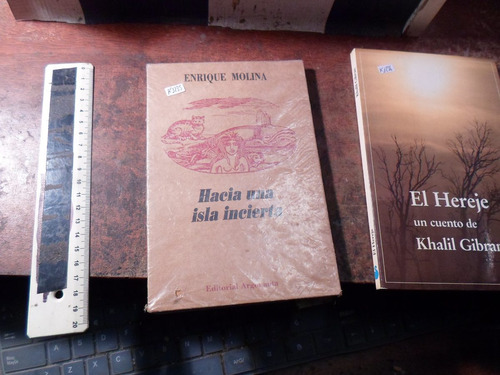 ENRIQUE MOLINA
Hacia una
isla incierta
El Hereje
un cuento de
Khalil Gibran